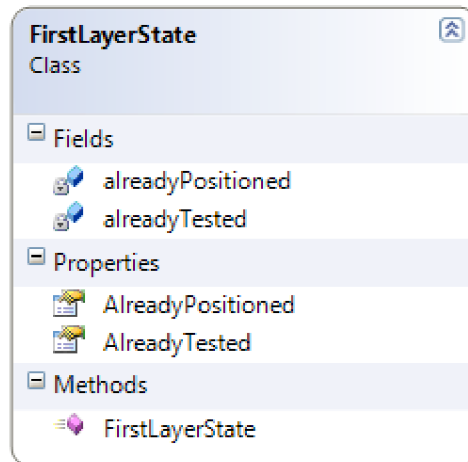 FirstLayerState
Class
Fields
alreadyPositioned
alreadyTested
Properties
AlreadyPositioned
AlreadyTested
Methods
FirstLayerState